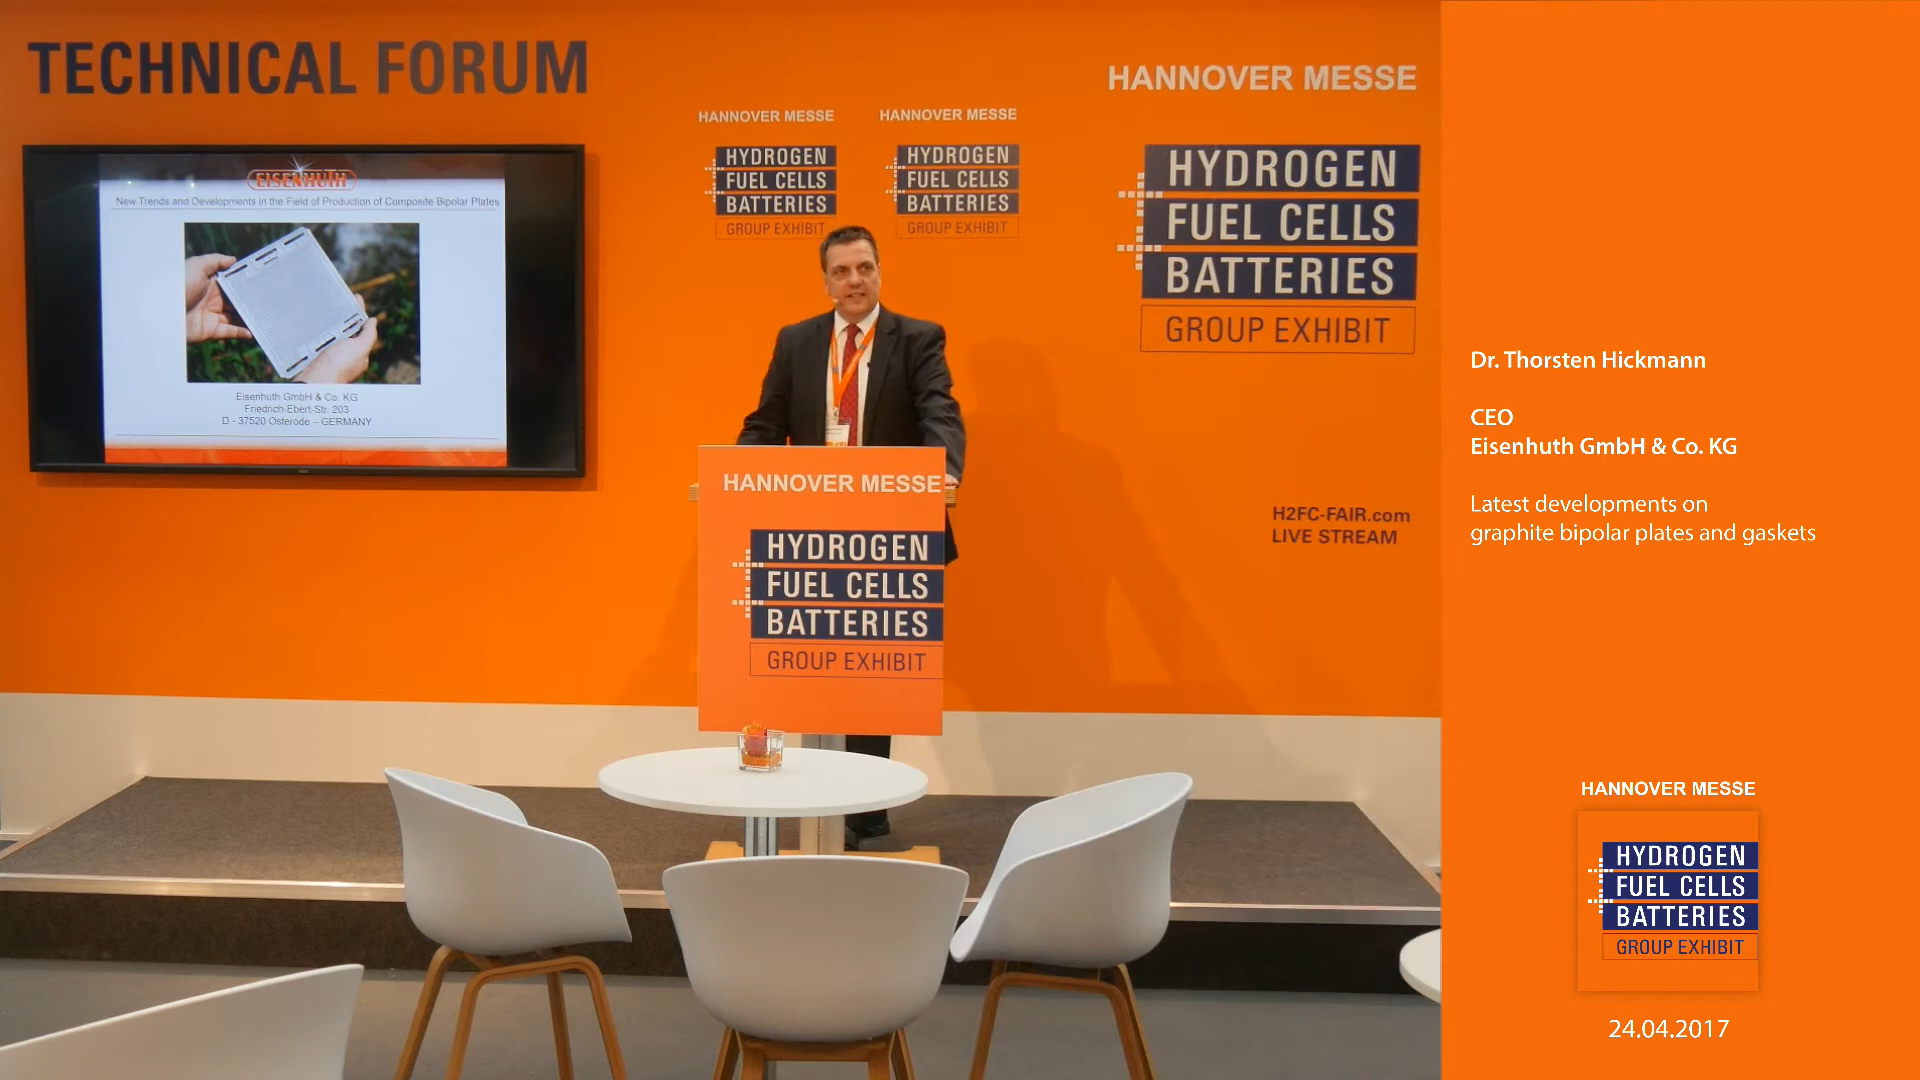 TECHNICAL FORUM
EISENHUTH
New Trends and Developments in the Field of Production of Composite Bipolar Plates
Eisenhuth GmbH & Co. KG
Friedrich-Ebert-Str. 203
D - 37520 Osterode – GERMANY
HANNOVER MESSE
HYDROGEN
FUEL CELLS
BATTERIES
GROUP EXHIBIT
HANNOVER MESSE
HYDROGEN
FUEL CELLS
BATTERIES
GROUP EXHIBIT
HANNOVER MESSE
HYDROGEN
FUEL CELLS
BATTERIES
GROUP EXHIBIT
H2FC-FAIR.com
LIVE STREAM
HANNOVER MESSE
HYDROGEN
FUEL CELLS
BATTERIES
GROUP EXHIBIT
Dr. Thorsten Hickmann
CEO
Eisenhuth GmbH & Co. KG
Latest developments on
graphite bipolar plates and gaskets
HANNOVER MESSE
HYDROGEN
FUEL CELLS
BATTERIES
GROUP EXHIBIT
24.04.2017